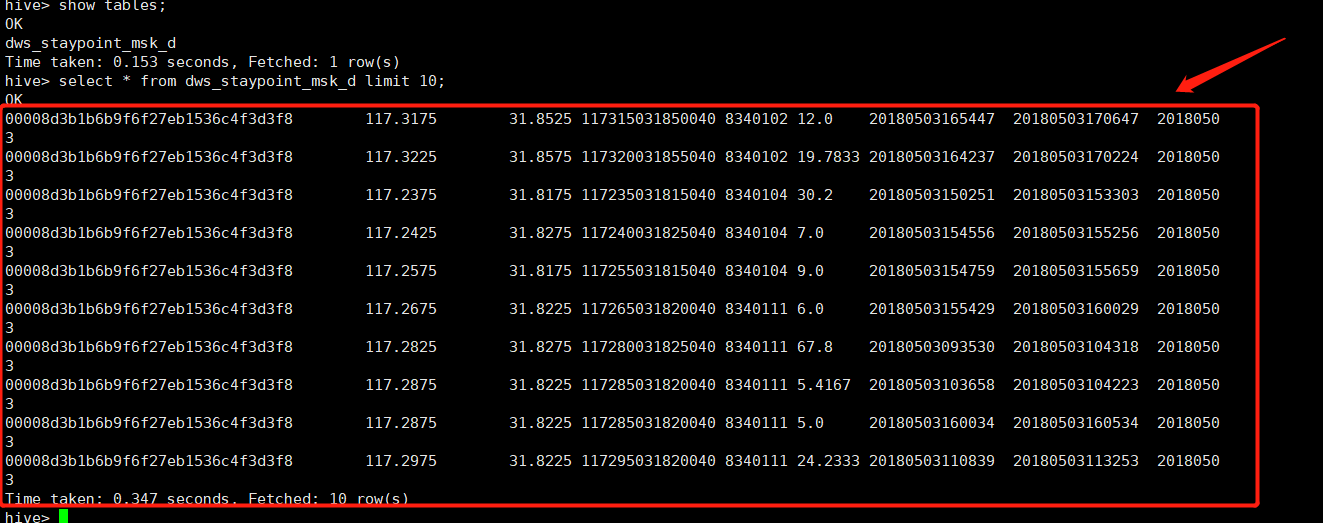 hive> show tables;
OK
dws_staypoint_msk_d
Time taken: 0.153 seconds, Fetched: 1 row(s)
hive> select * from dws_staypoint_msk_d limit 10;
OK
00008d3b1b6b9f6f27eb1536c4f3d3f8 117.3175 31.8525 117315031850040 8340102 12.0 20180503165447 20180503170647 2018050
3
00008d3b1b6b9f6f27eb1536c4f3d3f8 117.3225 31.8575 117320031855040 8340102 19.7833 20180503164237 20180503170224 2018050
3
00008d3b1b6b9f6f27eb1536c4f3d3f8 117.2375 31.8175 117235031815040 8340104 30.2 20180503150251 20180503153303 2018050
3
00008d3b1b6b9f6f27eb1536c4f3d3f8 117.2425 31.8275 117240031825040 8340104 7.0 20180503154556 20180503155256 2018050
3
00008d3b1b6b9f6f27eb1536c4f3d3f8 117.2575 31.8175 117255031815040 8340104 9.0 20180503154759 20180503155659 2018050
3
00008d3b1b6b9f6f27eb1536c4f3d3f8 117.2675 31.8225 117265031820040 8340111 6.0 20180503155429 20180503160029 2018050
3
00008d3b1b6b9f6f27eb1536c4f3d3f8 117.2825 31.8275 117280031825040 8340111 67.8 20180503093530 20180503104318 2018050
3
00008d3b1b6b9f6f27eb1536c4f3d3f8 117.2875 31.8225 117285031820040 8340111 5.4167 20180503103658 20180503104223 2018050
3
00008d3b1b6b9f6f27eb1536c4f3d3f8 117.2875 31.8225 117285031820040 8340111 5.0 20180503160034 20180503160534 2018050
3
00008d3b1b6b9f6f27eb1536c4f3d3f8 117.2975 31.8225 117295031820040 8340111 24.2333 20180503110839 20180503113253 2018050
3
Time taken: 0.347 seconds, Fetched: 10 row(s)
hive>